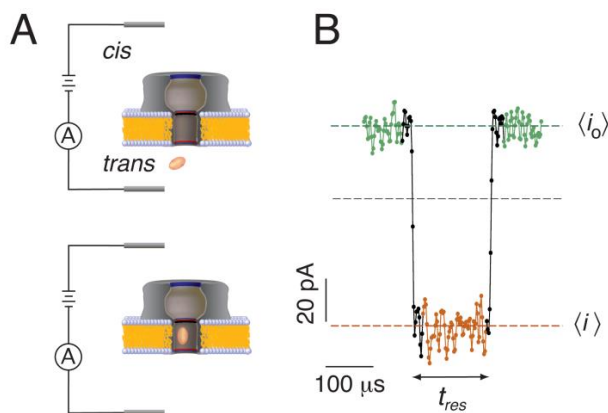 A
cis
A
trans
A
B
⟨i₀⟩
20 pA
⟨i⟩
100 μs
t_res